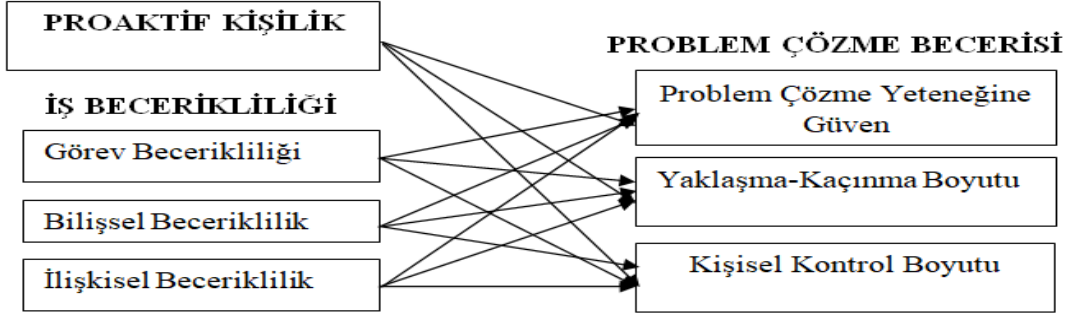 PROAKTİF KİŞİLİK
İŞ BECERİKLİLİĞİ
Görev Becerikliliği
Bilişsel Beceriklilik
İlişkisel Beceriklilik
PROBLEM ÇÖZME BECERİSİ
Problem Çözme Yeteneğine
Güven
Yaklaşma-Kaçınma Boyutu
Kişisel Kontrol Boyutu